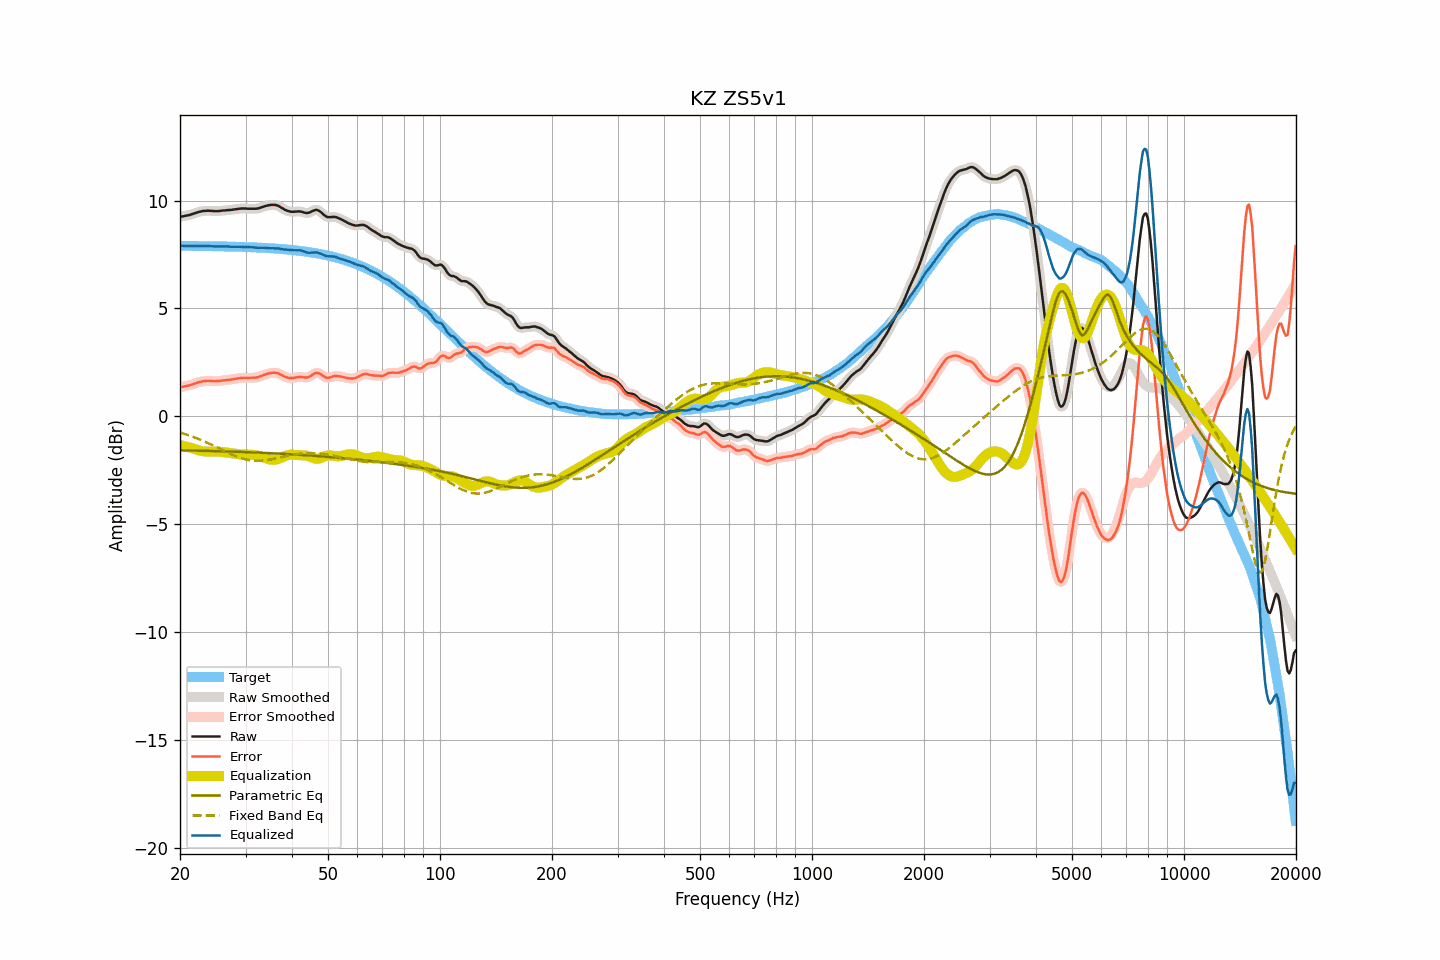 KZ ZS5v1
Amplitude (dBr)
10
5
0
−5
−10
−15
−20
Target
Raw Smoothed
Error Smoothed
Raw
Error
Equalization
Parametric Eq
Fixed Band Eq
Equalized
20 50 100 200 500 1000 2000 5000 10000 20000
Frequency (Hz)